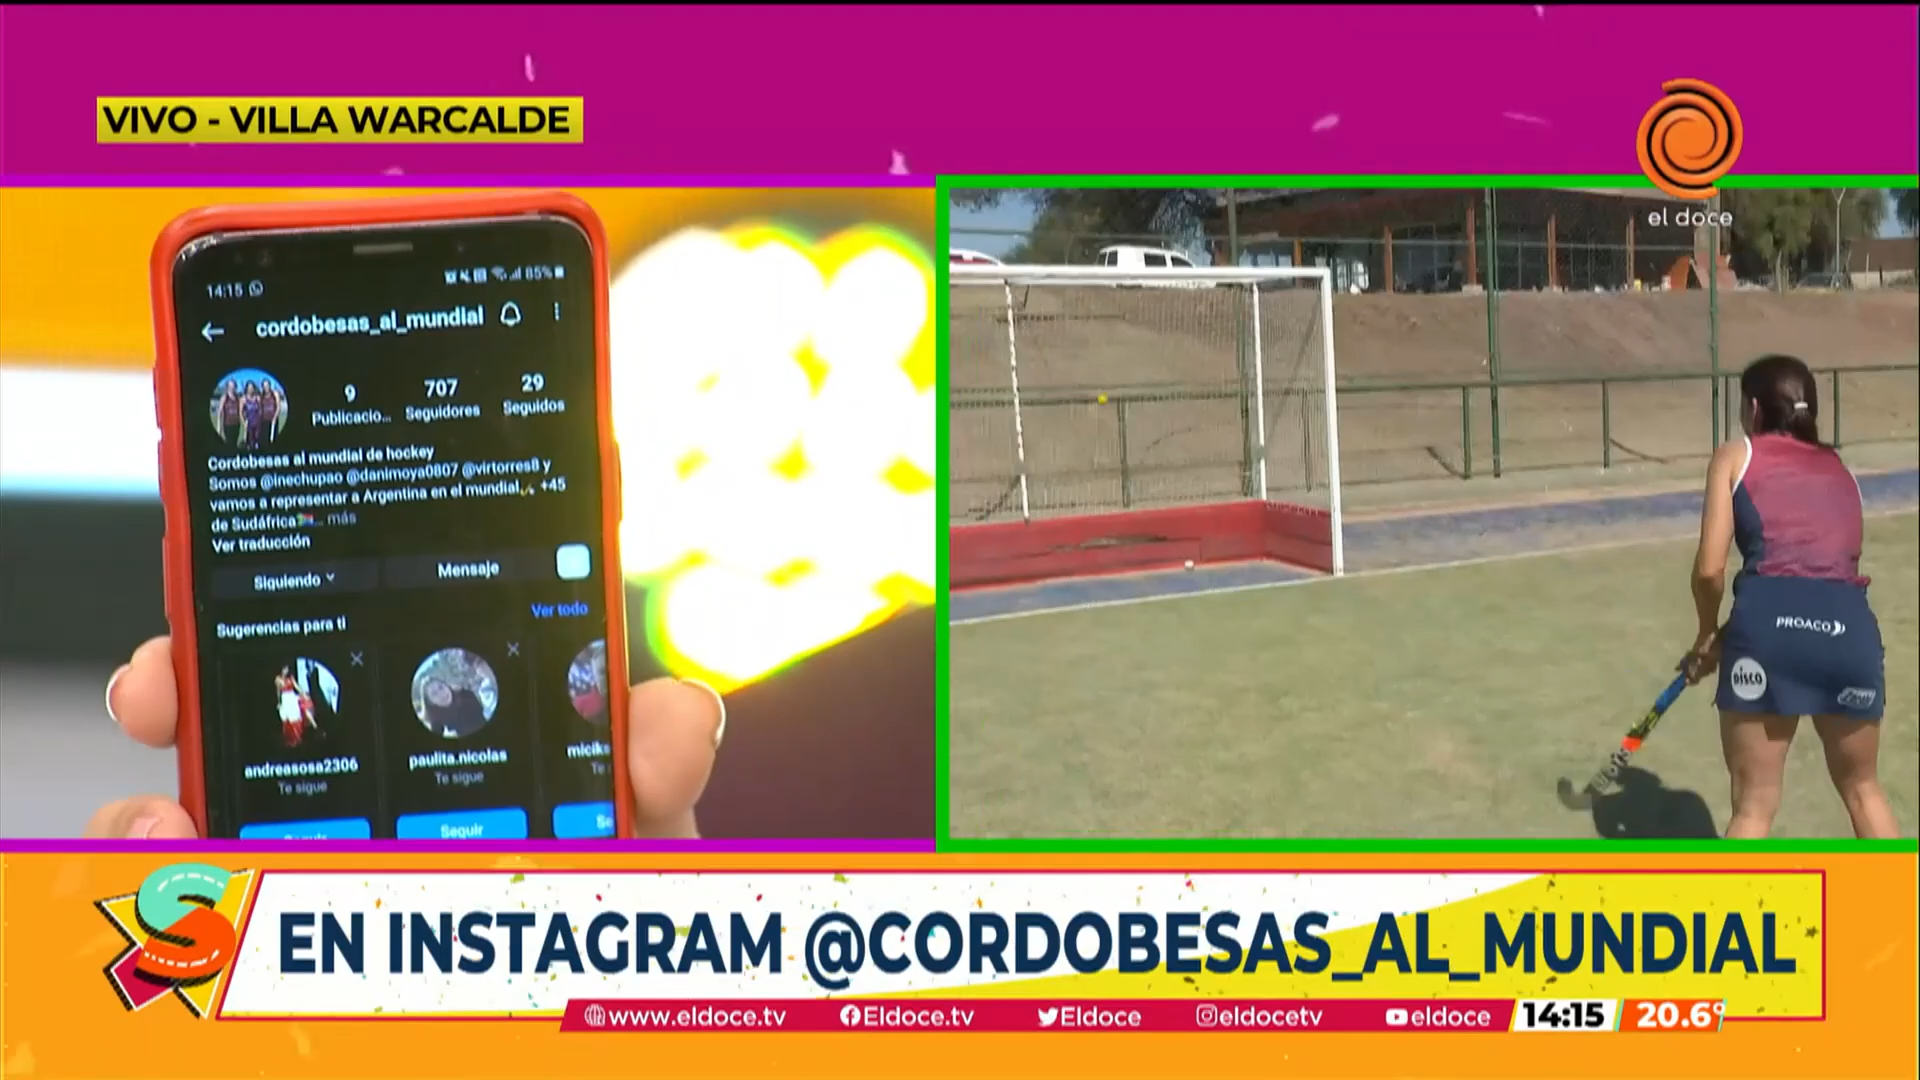 VIVO - VILLA WARCALDE
el doce
14:15
85%
cordobesas_al_mundial
9
707
29
Publicacio...
Seguidores
Seguidos
Cordobesas al mundial de hockey
Somos @inechupao @danimoya0807 @virtorres8 y
vamos a representar a Argentina en el mundial +45
de Sudáfrica... más
Ver traducción
Siguiendo
Mensaje
Sugerencias para ti
Ver todo
andreasosa2306
Te sigue
paulita.nicolas
Te sigue
miciks
Te
Seguir
Se
PROACO
DISCO
EN INSTAGRAM @CORDOBESAS_AL_MUNDIAL
www.eldoce.tv
Eldoce.tv
Eldoce
eldocetv
eldoce
14:15
20.6°